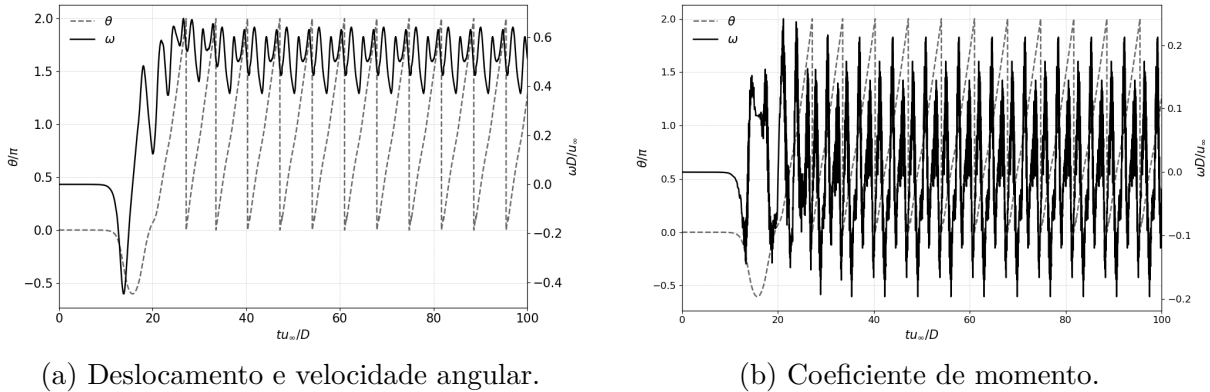 2.0
1.5
1.0
0.5
0.0
−0.5
θ/π
θ
ω
0.6
0.4
0.2
0.0
−0.2
−0.4
ωD/u∞
0 20 40 60 80 100
tu∞/D
(a) Deslocamento e velocidade angular.
2.0
1.5
1.0
0.5
0.0
−0.5
θ/π
θ
ω
0.2
0.1
0.0
−0.1
−0.2
ωD/u∞
0 20 40 60 80 100
tu∞/D
(b) Coeficiente de momento.